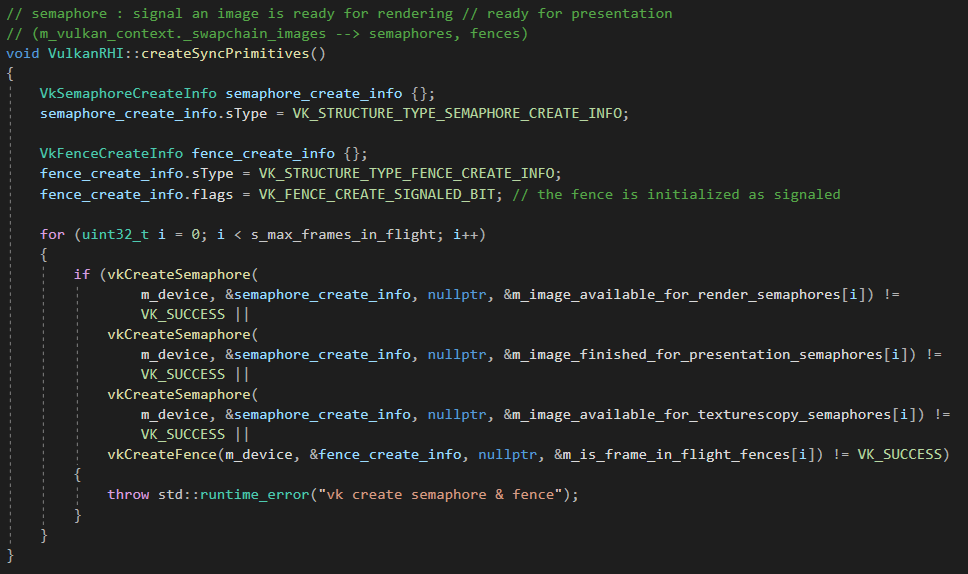 // semaphore : signal an image is ready for rendering // ready for presentation
// (m_vulkan_context._swapchain_images --> semaphores, fences)
void VulkanRHI::createSyncPrimitives()
{
    VkSemaphoreCreateInfo semaphore_create_info {};
    semaphore_create_info.sType = VK_STRUCTURE_TYPE_SEMAPHORE_CREATE_INFO;

    VkFenceCreateInfo fence_create_info {};
    fence_create_info.sType = VK_STRUCTURE_TYPE_FENCE_CREATE_INFO;
    fence_create_info.flags = VK_FENCE_CREATE_SIGNALED_BIT; // the fence is initialized as signaled

    for (uint32_t i = 0; i < s_max_frames_in_flight; i++)
    {
        if (vkCreateSemaphore(
                m_device, &semaphore_create_info, nullptr, &m_image_available_for_render_semaphores[i]) !=
                VK_SUCCESS ||
            vkCreateSemaphore(
                m_device, &semaphore_create_info, nullptr, &m_image_finished_for_presentation_semaphores[i]) !=
                VK_SUCCESS ||
            vkCreateSemaphore(
                m_device, &semaphore_create_info, nullptr, &m_image_available_for_texturescopy_semaphores[i]) !=
                VK_SUCCESS ||
            vkCreateFence(m_device, &fence_create_info, nullptr, &m_is_frame_in_flight_fences[i]) != VK_SUCCESS)
        {
            throw std::runtime_error("vk create semaphore & fence");
        }
    }
}